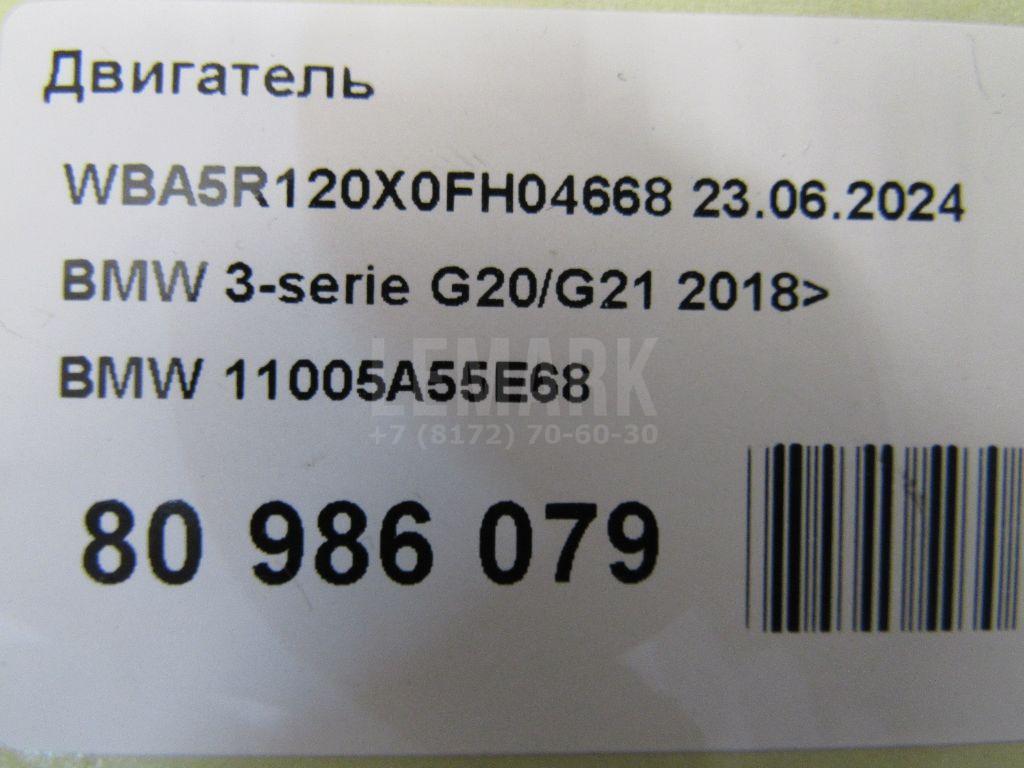 Двигатель
WBA5R120X0FH04668 23.06.2024
BMW 3-serie G20/G21 2018>
BMW 11005A55E68
LEMARK
+7 (8172) 70-60-30
80 986 079